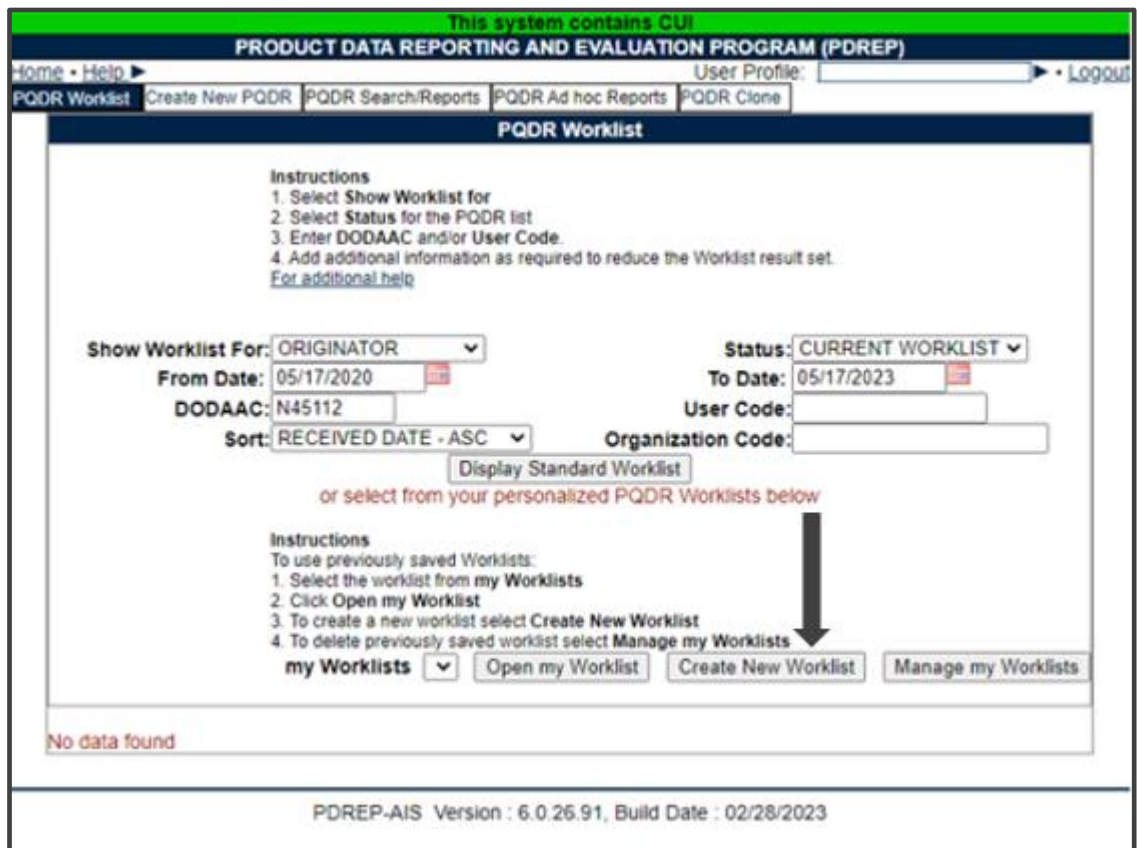 This system contains CUI
PRODUCT DATA REPORTING AND EVALUATION PROGRAM (PDREP)
Home • Help User Profile: • Logout
PQDR Worklist Create New PQDR PQDR Search/Reports PQDR Ad hoc Reports PQDR Clone
PQDR Worklist
Instructions
1. Select Show Worklist for
2. Select Status for the PQDR list
3. Enter DODAAC and/or User Code.
4. Add additional information as required to reduce the Worklist result set.
For additional help
Show Worklist For: ORIGINATOR Status: CURRENT WORKLIST
From Date: 05/17/2020 To Date: 05/17/2023
DODAAC: N45112 User Code:
Sort: RECEIVED DATE - ASC Organization Code:
Display Standard Worklist
or select from your personalized PQDR Worklists below
Instructions
To use previously saved Worklists:
1. Select the worklist from my Worklists
2. Click Open my Worklist
3. To create a new worklist select Create New Worklist
4. To delete previously saved worklist select Manage my Worklists
my Worklists Open my Worklist Create New Worklist Manage my Worklists
No data found
PDREP-AIS Version : 6.0.26.91, Build Date : 02/28/2023